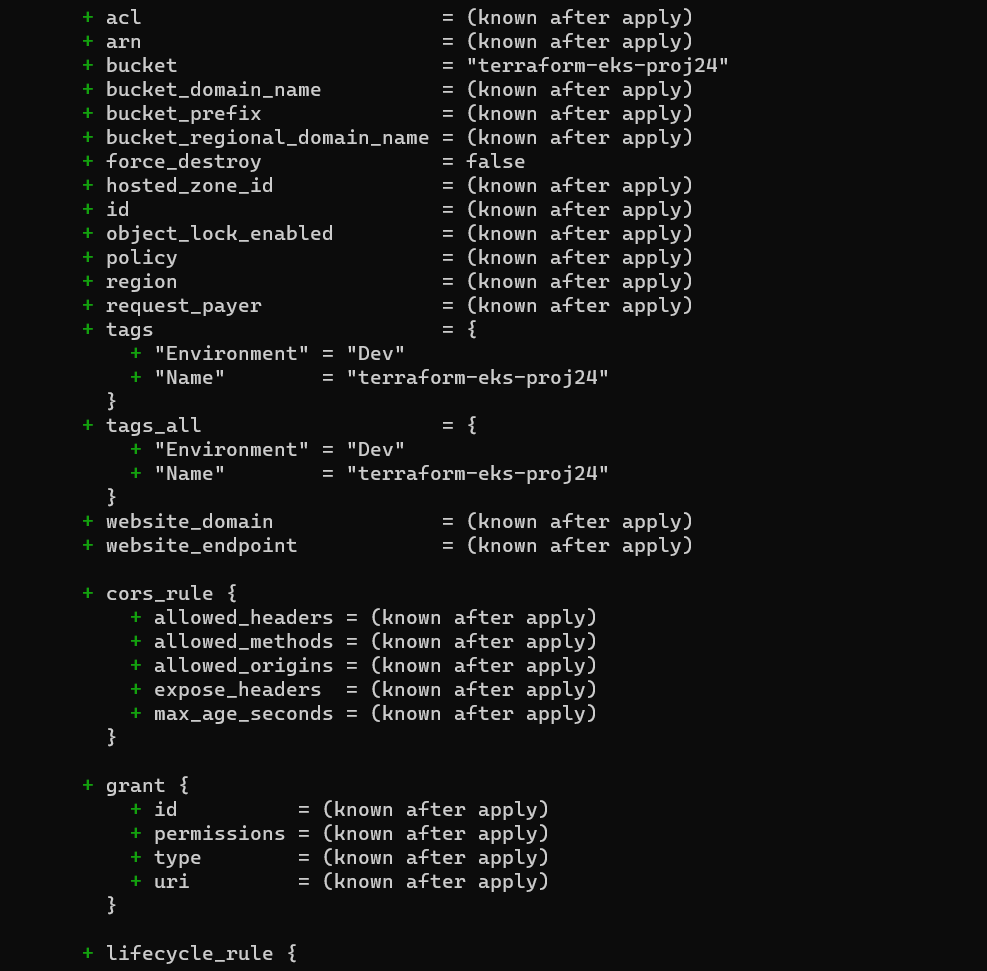 + acl                         = (known after apply)
+ arn                         = (known after apply)
+ bucket                      = "terraform-eks-proj24"
+ bucket_domain_name          = (known after apply)
+ bucket_prefix               = (known after apply)
+ bucket_regional_domain_name = (known after apply)
+ force_destroy               = false
+ hosted_zone_id              = (known after apply)
+ id                          = (known after apply)
+ object_lock_enabled         = (known after apply)
+ policy                      = (known after apply)
+ region                      = (known after apply)
+ request_payer               = (known after apply)
+ tags                        = {
    + "Environment" = "Dev"
    + "Name"        = "terraform-eks-proj24"
  }
+ tags_all                    = {
    + "Environment" = "Dev"
    + "Name"        = "terraform-eks-proj24"
  }
+ website_domain              = (known after apply)
+ website_endpoint            = (known after apply)

+ cors_rule {
    + allowed_headers = (known after apply)
    + allowed_methods = (known after apply)
    + allowed_origins = (known after apply)
    + expose_headers  = (known after apply)
    + max_age_seconds = (known after apply)
  }

+ grant {
    + id          = (known after apply)
    + permissions = (known after apply)
    + type        = (known after apply)
    + uri         = (known after apply)
  }

+ lifecycle_rule {